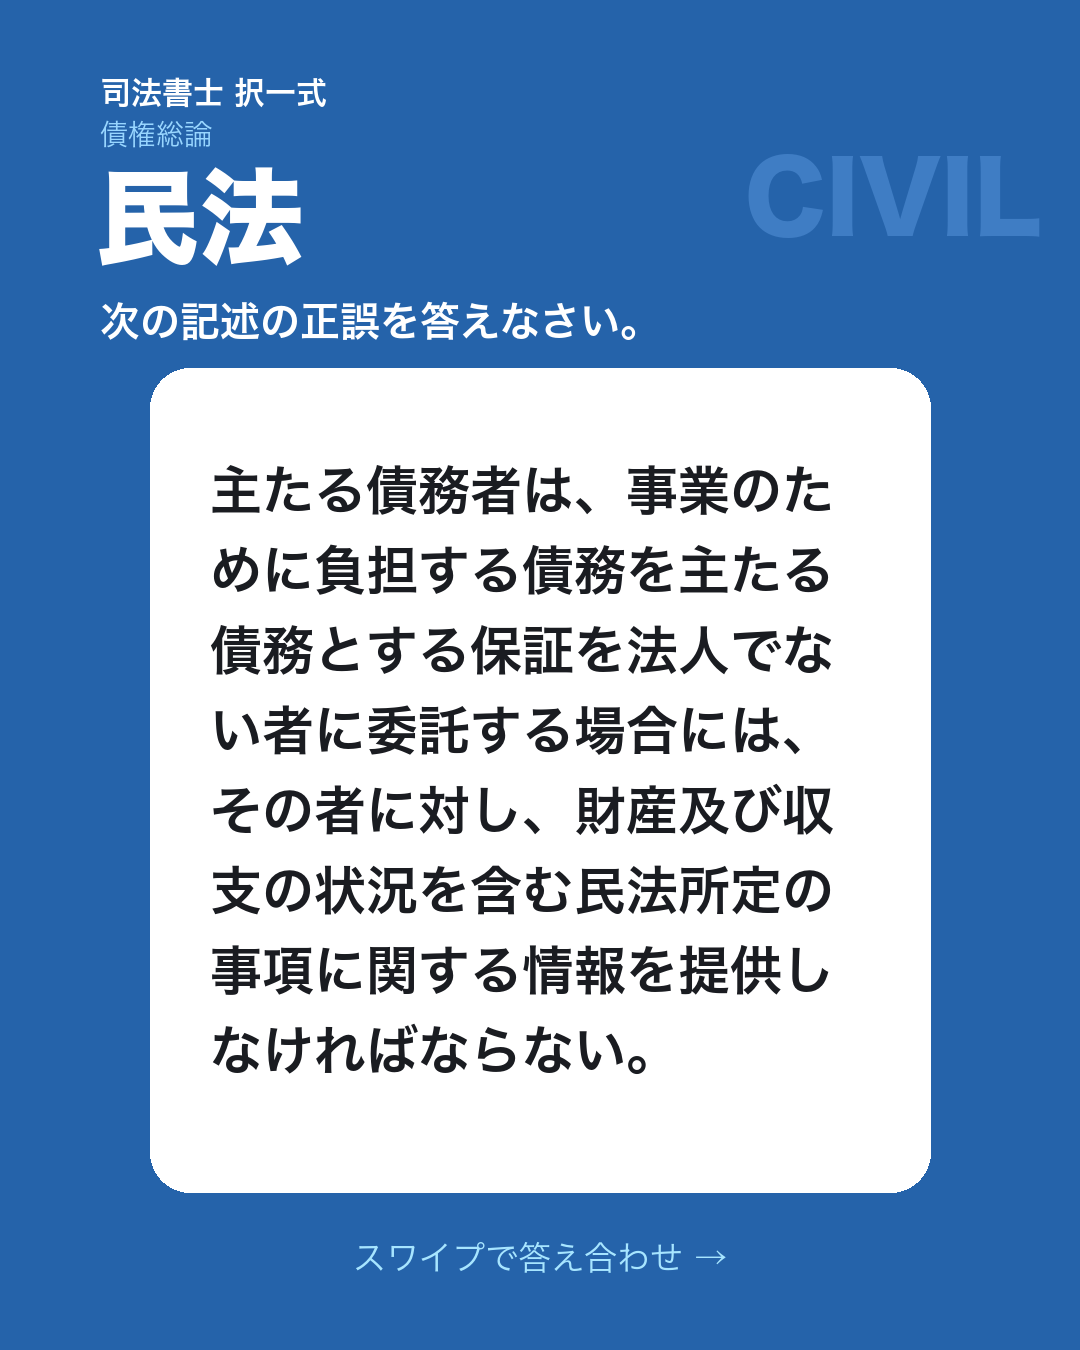 司法書士 択一式
債権総論
民法
CIVIL
次の記述の正誤を答えなさい。
主たる債務者は、事業のた
めに負担する債務を主たる
債務とする保証を法人でな
い者に委託する場合には、
その者に対し、財産及び収
支の状況を含む民法所定の
事項に関する情報を提供し
なければならない。
スワイプで答え合わせ →